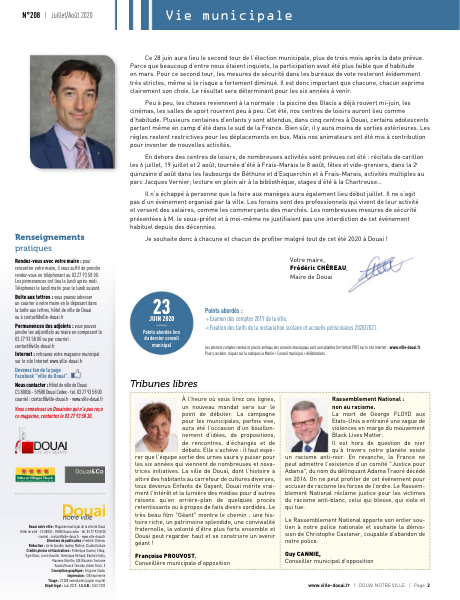 N°208 | Juillet/Août 2020
Vie municipale
Ce 28 juin aura lieu le second tour de l'élection municipale, plus de trois mois après la date prévue.
Parce que beaucoup d'entre nous étaient inquiets, la participation avait été plus faible que d'habitude
en mars. Pour ce second tour, les mesures de sécurité dans les bureaux de vote resteront évidemment
très strictes, même si le risque a fortement diminué. Il est donc important que chacune, chacun exprime
clairement son choix. Le résultat sera déterminant pour les six années à venir.
Peu à peu, les choses reviennent à la normale : la piscine des Glacis a déjà rouvert mi-juin, les
cinémas, les salles de sport rouvrent peu à peu. Cet été, nos centres de loisirs auront lieu comme
d'habitude. Plusieurs centaines d'enfants y sont attendus, dans cinq centres à Douai, certains adolescents
partant même en camp d'été dans le sud de la France. Bien sûr, il y aura moins de sorties extérieures. Les
règles restent restrictives pour les déplacements en bus. Mais nos animateurs ont été mis à contribution
pour inventer de nouvelles activités.
En dehors des centres de loisirs, de nombreuses activités sont prévues cet été : récitals de carillon
les 6 juillet, 19 juillet et 2 août, tournée d'été à Frais-Marais le 8 août, fêtes et vide-greniers, dans la 2e
quinzaine d'août dans les faubourgs de Béthune et d'Esquerchin et à Frais-Marais, activités multiples au
parc Jacques Vernier, lecture en plein air à la bibliothèque, stages d'été à la Chartreuse...
Il n'a échappé à personne que la foire aux manèges aura également lieu début juillet. Il ne s'agit
pas d'un événement organisé par la ville. Les forains sont des professionnels qui vivent de leur activité
et versent des salaires, comme les commerçants des marchés. Les nombreuses mesures de sécurité
présentées à M. le sous-préfet et à moi-même ne justifiaient pas une interdiction de cet événement
habituel depuis des décennies.
Je souhaite donc à chacune et chacun de profiter malgré tout de cet été 2020 à Douai !
Votre maire,
Frédéric CHÉREAU,
Maire de Douai
Renseignements
pratiques
Rendez-vous avec votre maire : pour
rencontrer votre maire, il vous suffit de prendre
rendez-vous en téléphonant au 03 27 93 58 00.
Les permanences ont lieu le lundi après-midi.
Téléphonez le lundi matin pour le lundi suivant.
Boîte aux lettres : vous pouvez adresser
un courrier à votre maire en le déposant dans
la boîte aux lettres, hôtel de ville de Douai
ou à contact@ville-douai.fr
Permanences des adjoints : vous pouvez
joindre les adjoint(e)s au maire en composant le
03 27 93 58 00 ou par courriel :
contact@ville-douai.fr
Internet : retrouvez votre magazine municipal
sur le site Internet www.ville-douai.fr
Devenez fan de la page
Facebook "ville de Douai".
Nous contacter : Hôtel de ville de Douai
CS 80836 - 59508 Douai Cedex - tél. 03 27 93 58 00
courriel : contact@ville-douai.fr - www.ville-douai.fr
Vous connaissez un Douaisien qui n'a pas reçu
ce magazine, contactez le 03 27 93 58 30.
DOUAI
Douai&Co
Douai
notre ville
23
JUIN 2020
Points abordés lors
du dernier conseil
municipal
Points abordés :
Examen des comptes 2019 de la ville,
Fixation des tarifs de la restauration scolaire et accueils périscolaires 2020/2021.
Les derniers comptes rendus et procès verbaux des conseils municipaux sont consultables (en format PDF) sur le site Internet : www.ville-douai.fr
Pour y accéder, cliquer sur la rubrique La Mairie > Conseil municipal > délibérations.
Tribunes libres
À l'heure où vous lirez ces lignes,
un nouveau mandat sera sur le
point de débuter. La campagne
pour les municipales, parfois vive,
aura été l'occasion d'un bouillon-
nement d'idées, de propositions,
de rencontres, d'échanges et de
débats. Elle s'achève : il faut espé-
rer que l'équipe sortie des urnes saura y puiser pour
les six années qui viennent de nombreuses et nova-
trices initiatives. La ville de Douai, dont l'histoire a
attiré des habitants au carrefour de cultures diverses,
tous devenus Enfants de Gayant, Douai mérite vrai-
ment l'intérêt et la lumière des médias pour d'autres
raisons qu'en arrière-plan de quelques procès
retentissants ou à propos de faits divers sordides. Le
très beau film "Géant" montre le chemin : une his-
toire riche, un patrimoine splendide, une convivialité
fraternelle, la volonté d'être plus forts ensemble et
Douai peut regarder haut et se construire un avenir
géant !
Françoise PROUVOST,
Conseillère municipale d'opposition
Rassemblement National :
non au racisme.
La mort de George FLOYD aux
Etats-Unis a entraîné une vague de
violences en marge du mouvement
Black Lives Matter.
Il est hors de question de nier
qu'à travers notre planète existe
un racisme anti-noir. En revanche, la France ne
peut admettre l'existence d'un comité "Justice pour
Adama", du nom du délinquant Adama Traoré décédé
en 2016. On ne peut profiter de cet événement pour
accuser de racisme les forces de l'ordre. Le Rassem-
blement National réclame justice pour les victimes
du racisme anti-blanc, celui qui blesse, qui viole et
qui tue.
Le Rassemblement National apporte son entier sou-
tien à notre police nationale et souhaite la démis-
sion de Christophe Castaner, coupable d'abandon de
notre police.
Guy CANNIE,
Conseiller municipal d'opposition
www.ville-douai.fr | DOUAI NOTRE VILLE | Page 2